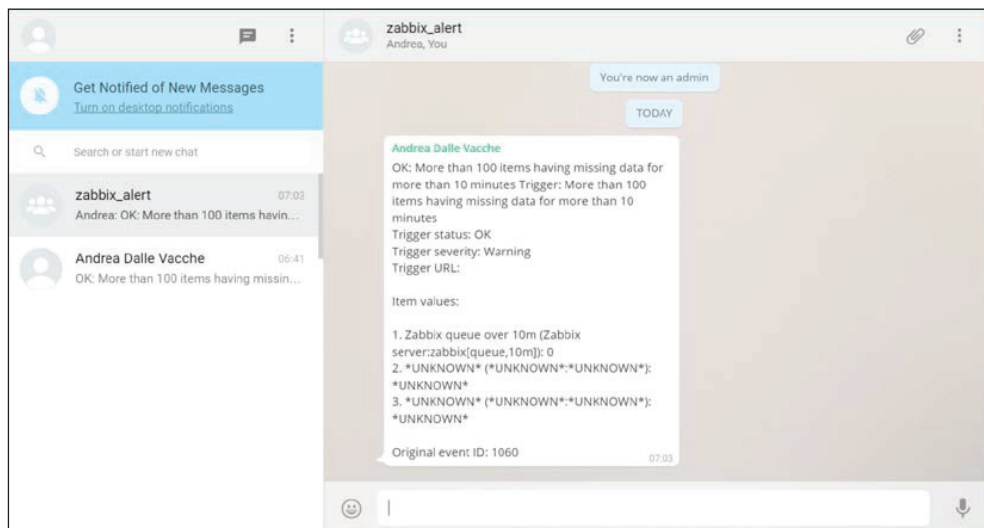 Get Notified of New Messages
Turn on desktop notifications
Search or start new chat
zabbix_alert
07:03
Andrea: OK: More than 100 items havin...
Andrea Dalle Vacche
06:41
OK: More than 100 items having missin...
zabbix_alert
Andrea, You
You're now an admin
TODAY
Andrea Dalle Vacche
OK: More than 100 items having missing data for
more than 10 minutes Trigger: More than 100
items having missing data for more than 10
minutes
Trigger status: OK
Trigger severity: Warning
Trigger URL:
Item values:
1. Zabbix queue over 10m (Zabbix
server:zabbix[queue,10m]): 0
2. *UNKNOWN* (*UNKNOWN*:*UNKNOWN*):
*UNKNOWN*
3. *UNKNOWN* (*UNKNOWN*:*UNKNOWN*):
*UNKNOWN*
Original event ID: 1060
07:03